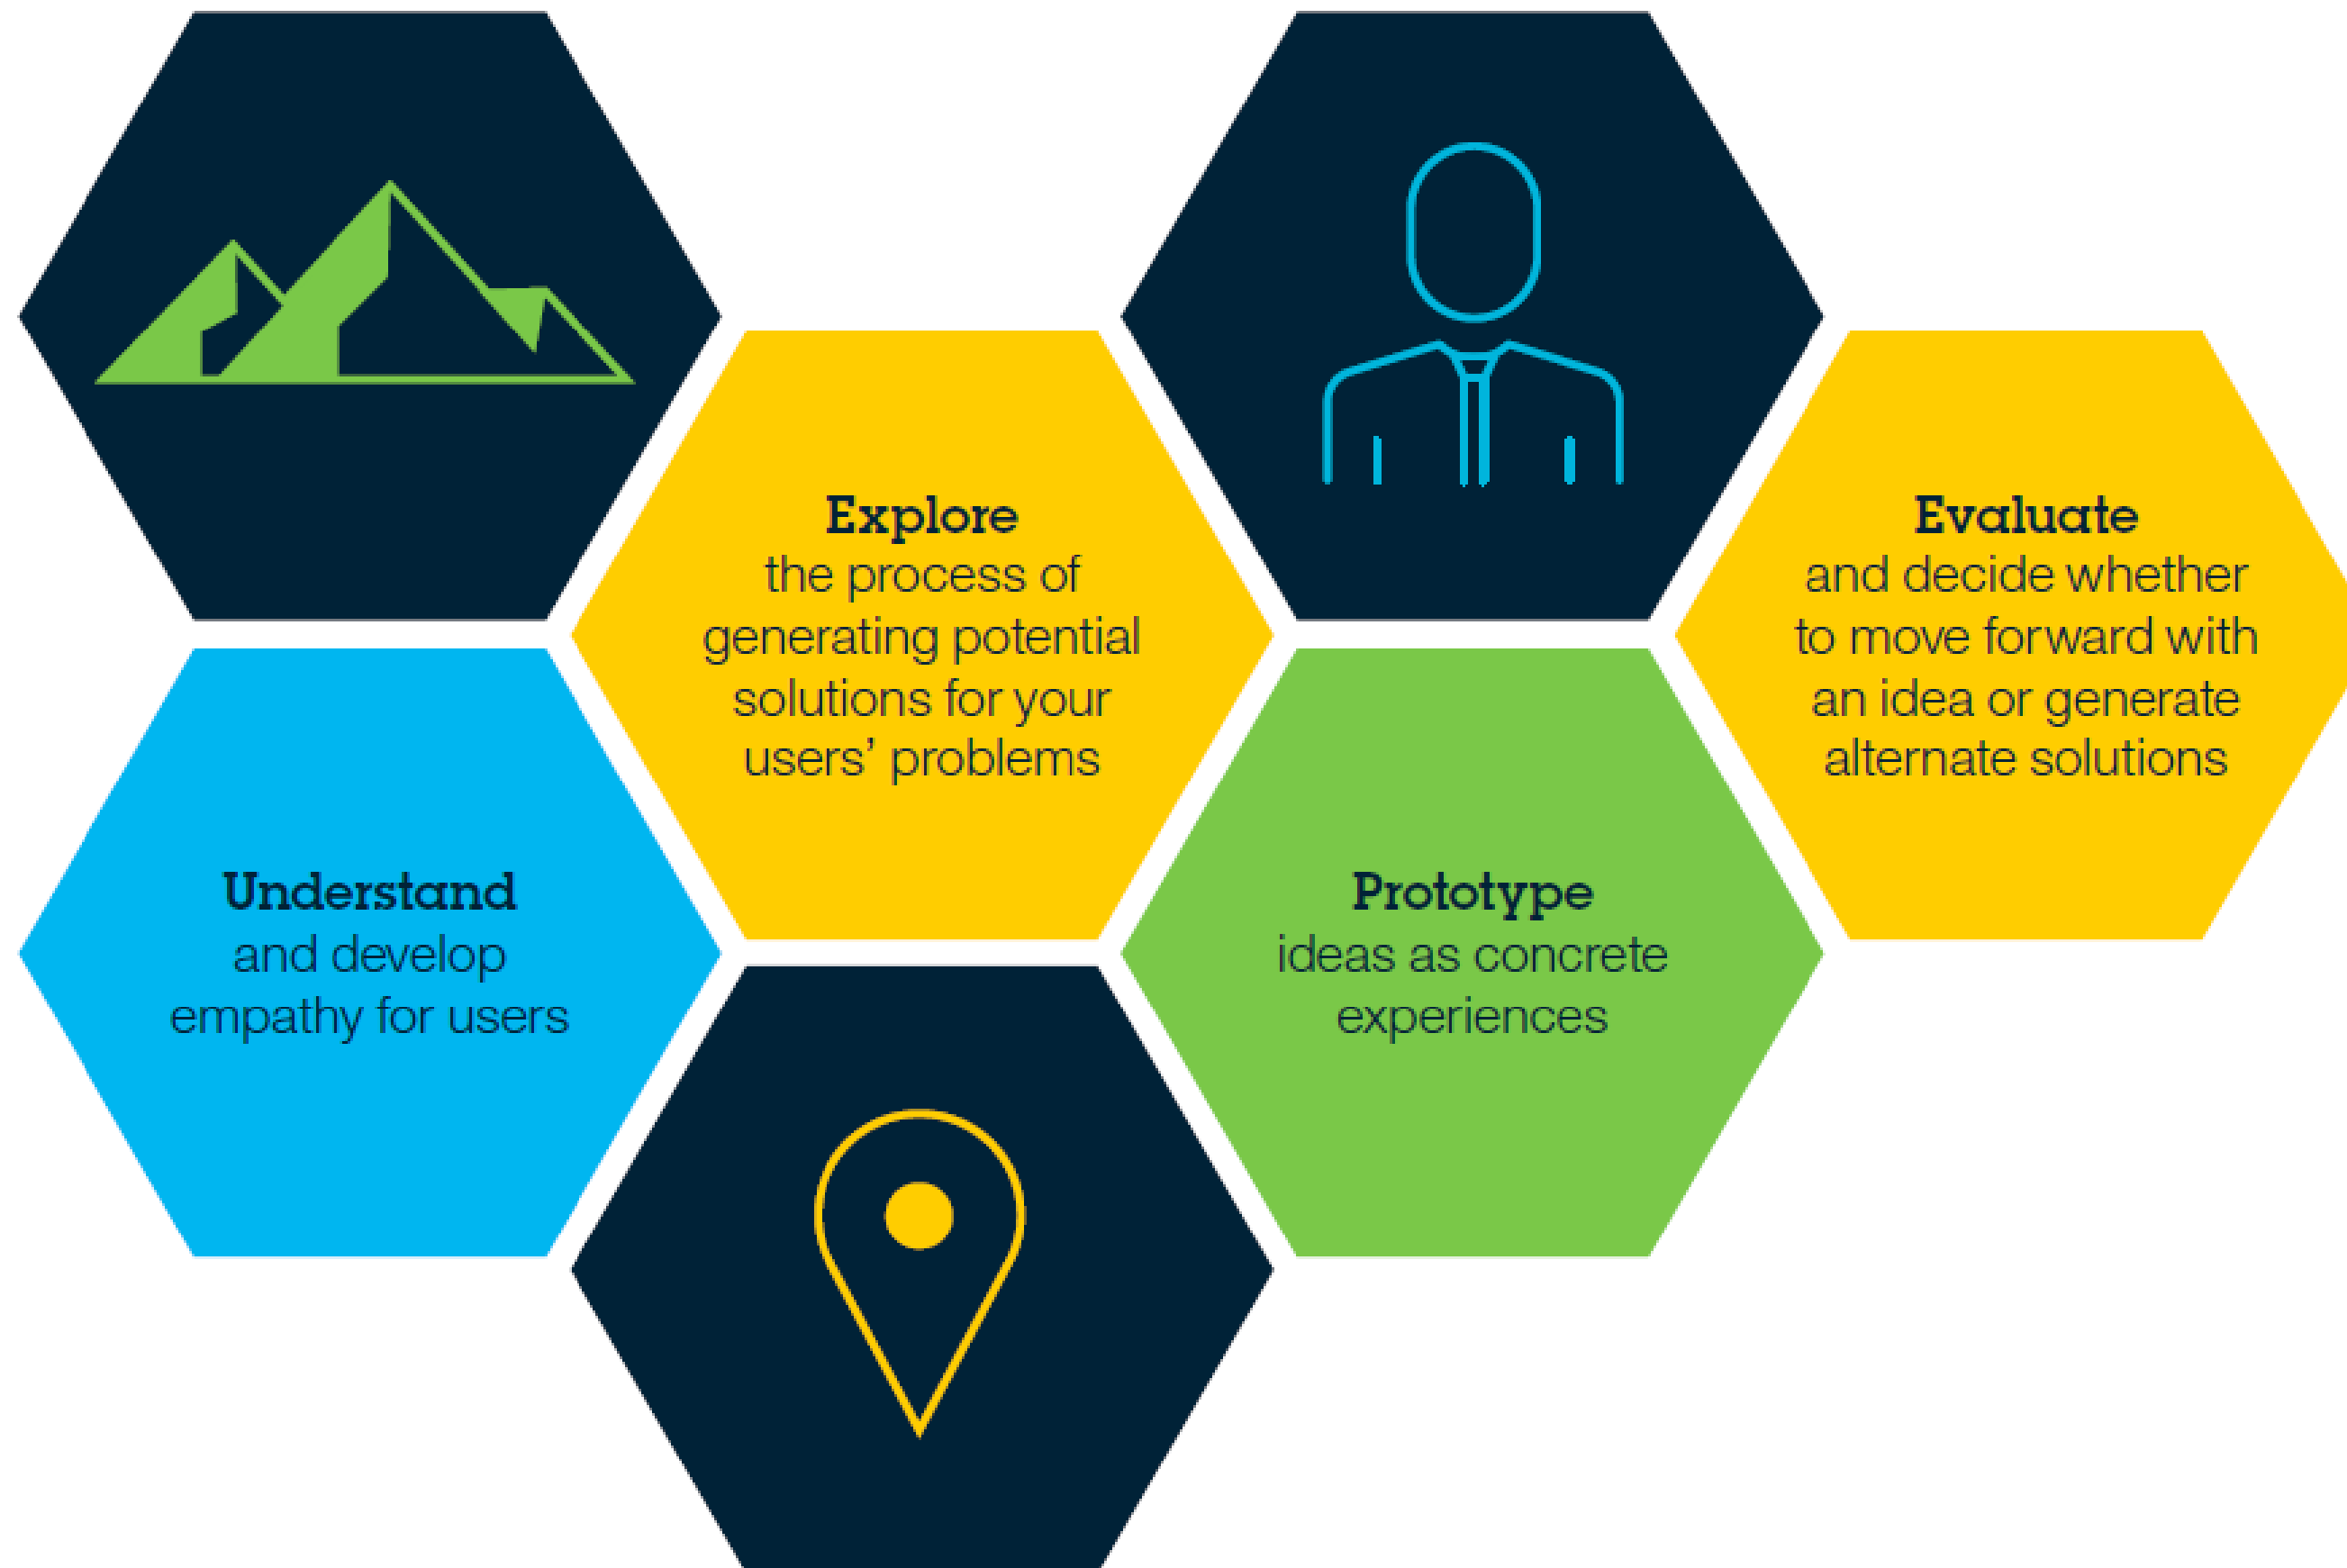 Understand
and develop
empathy for users
Explore
the process of
generating potential
solutions for your
users’ problems
Prototype
ideas as concrete
experiences
Evaluate
and decide whether
to move forward with
an idea or generate
alternate solutions